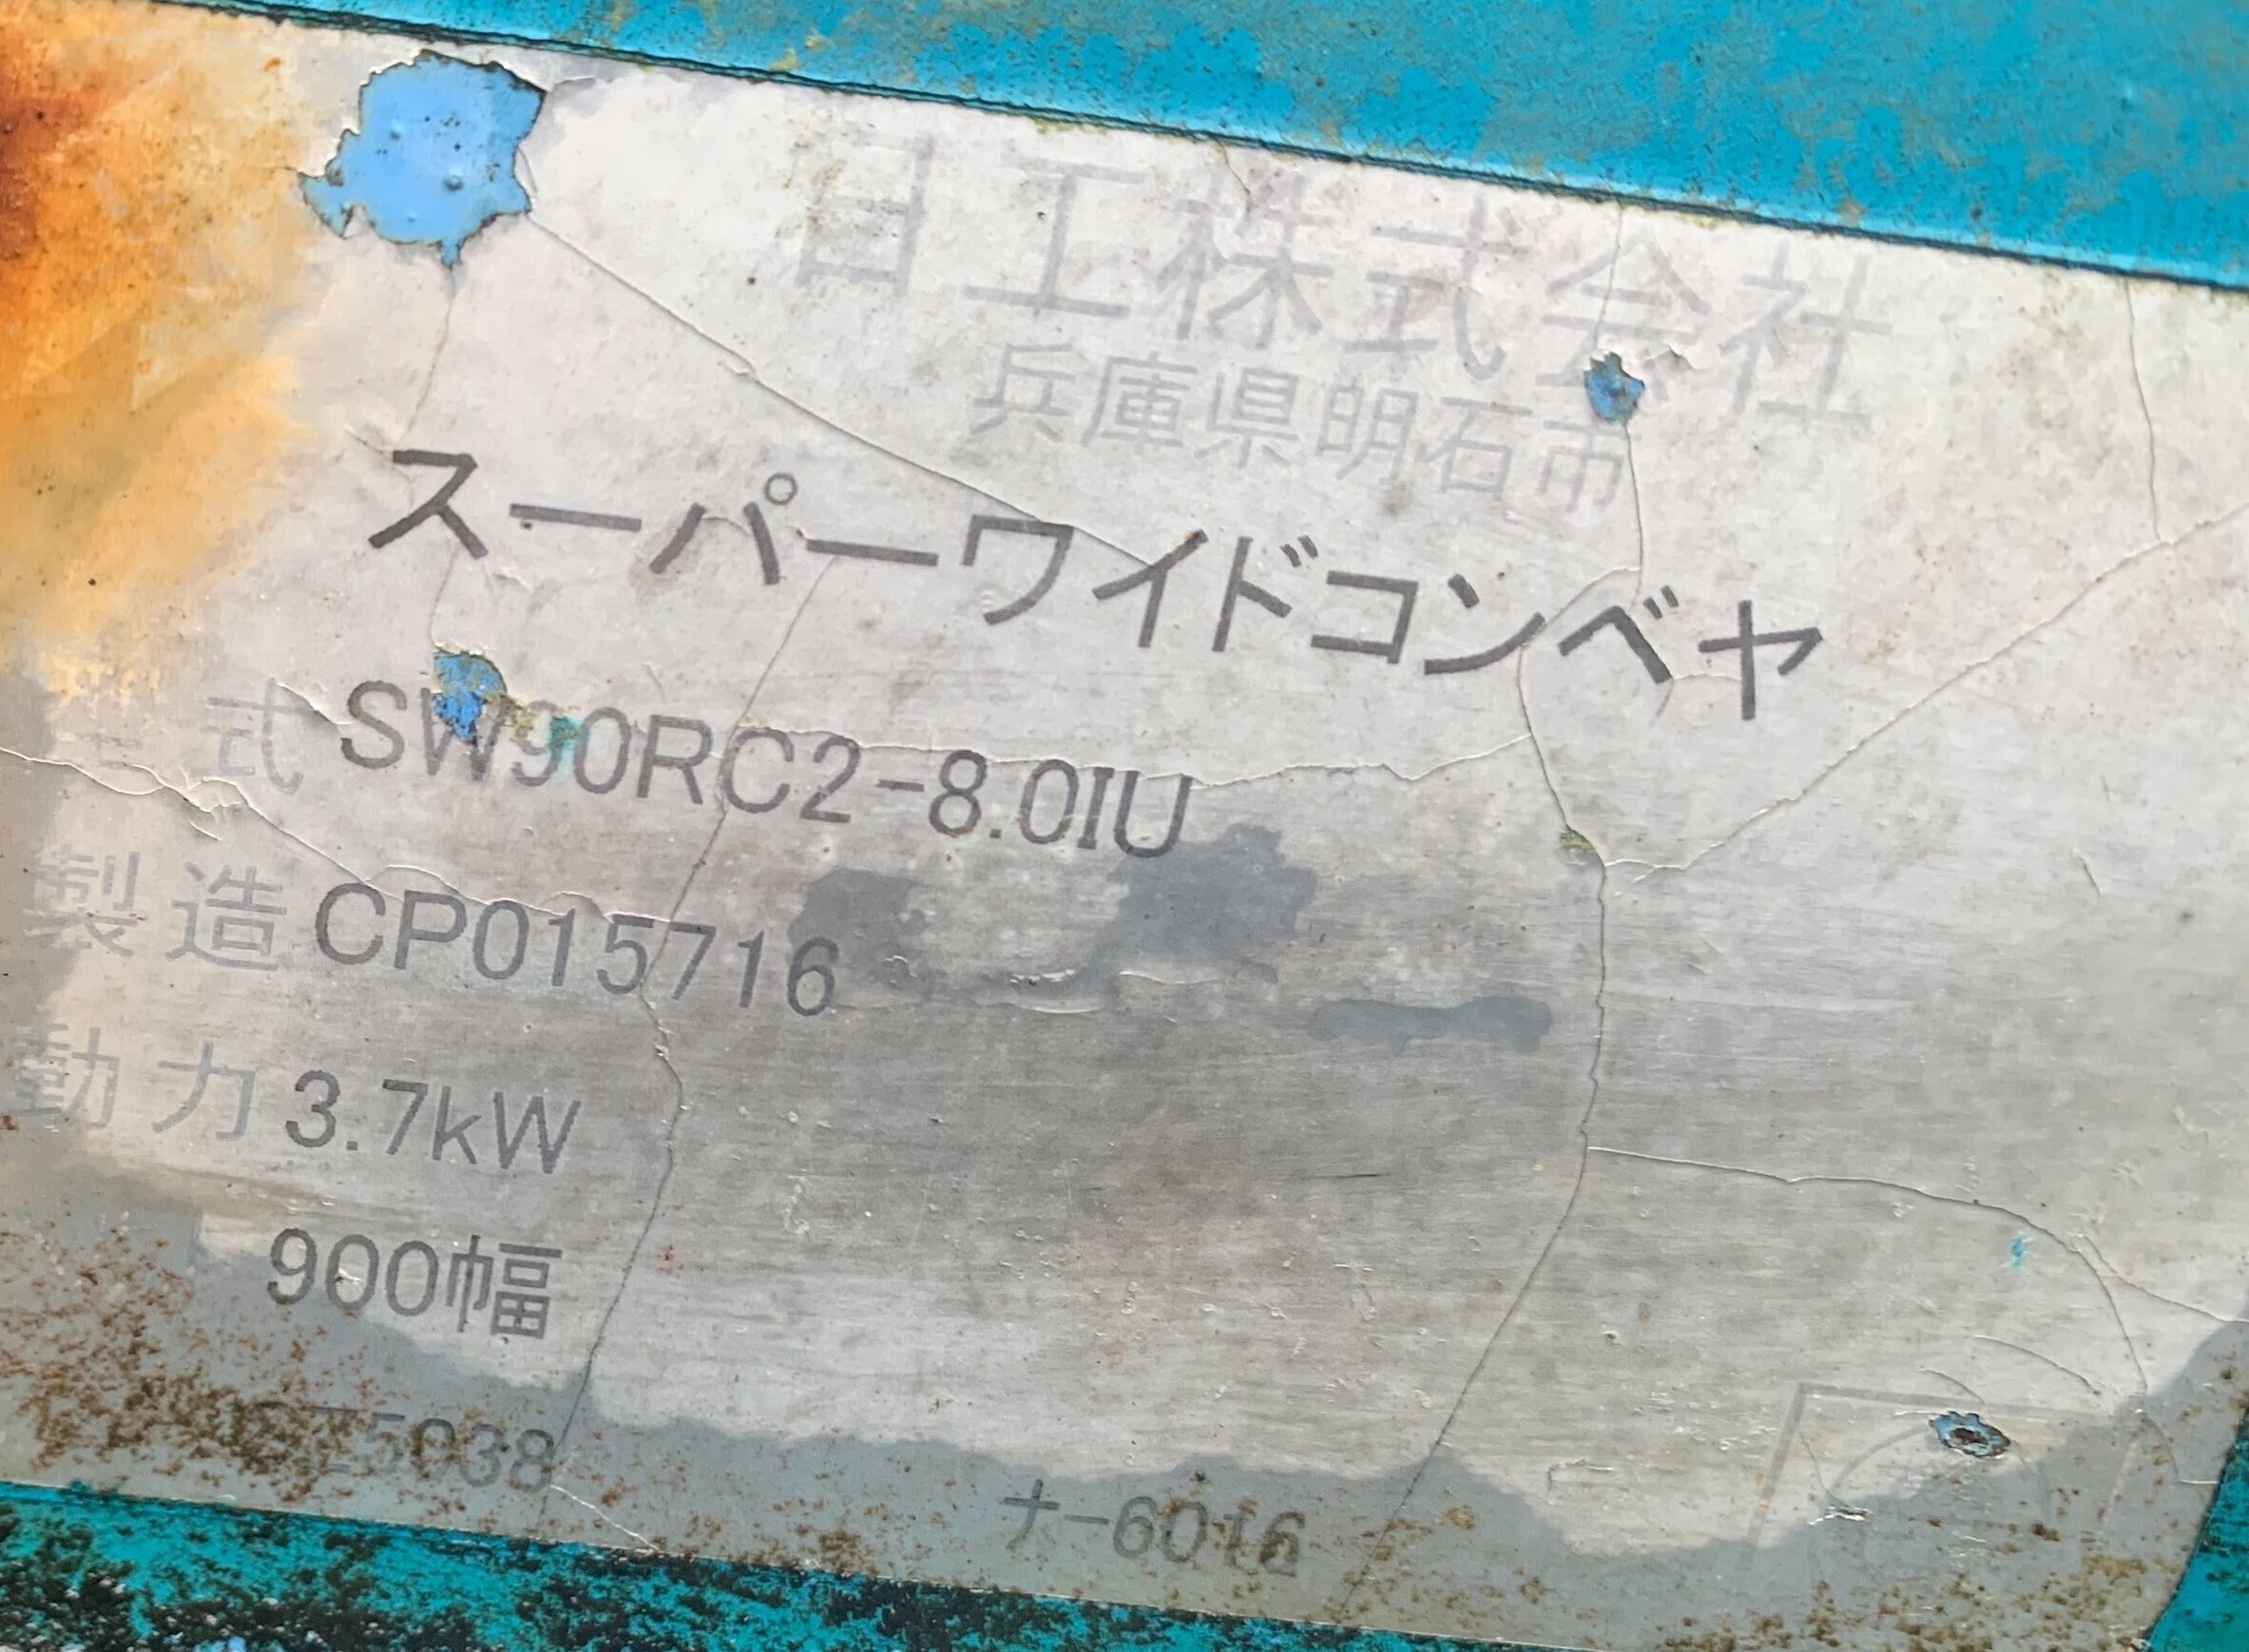 日工株式会社
兵庫県明石市
スーパーワイドコンベヤ
式 SW90RC2-8.0IU
製造 CP015716
動力 3.7kW
900幅
ナ-6016